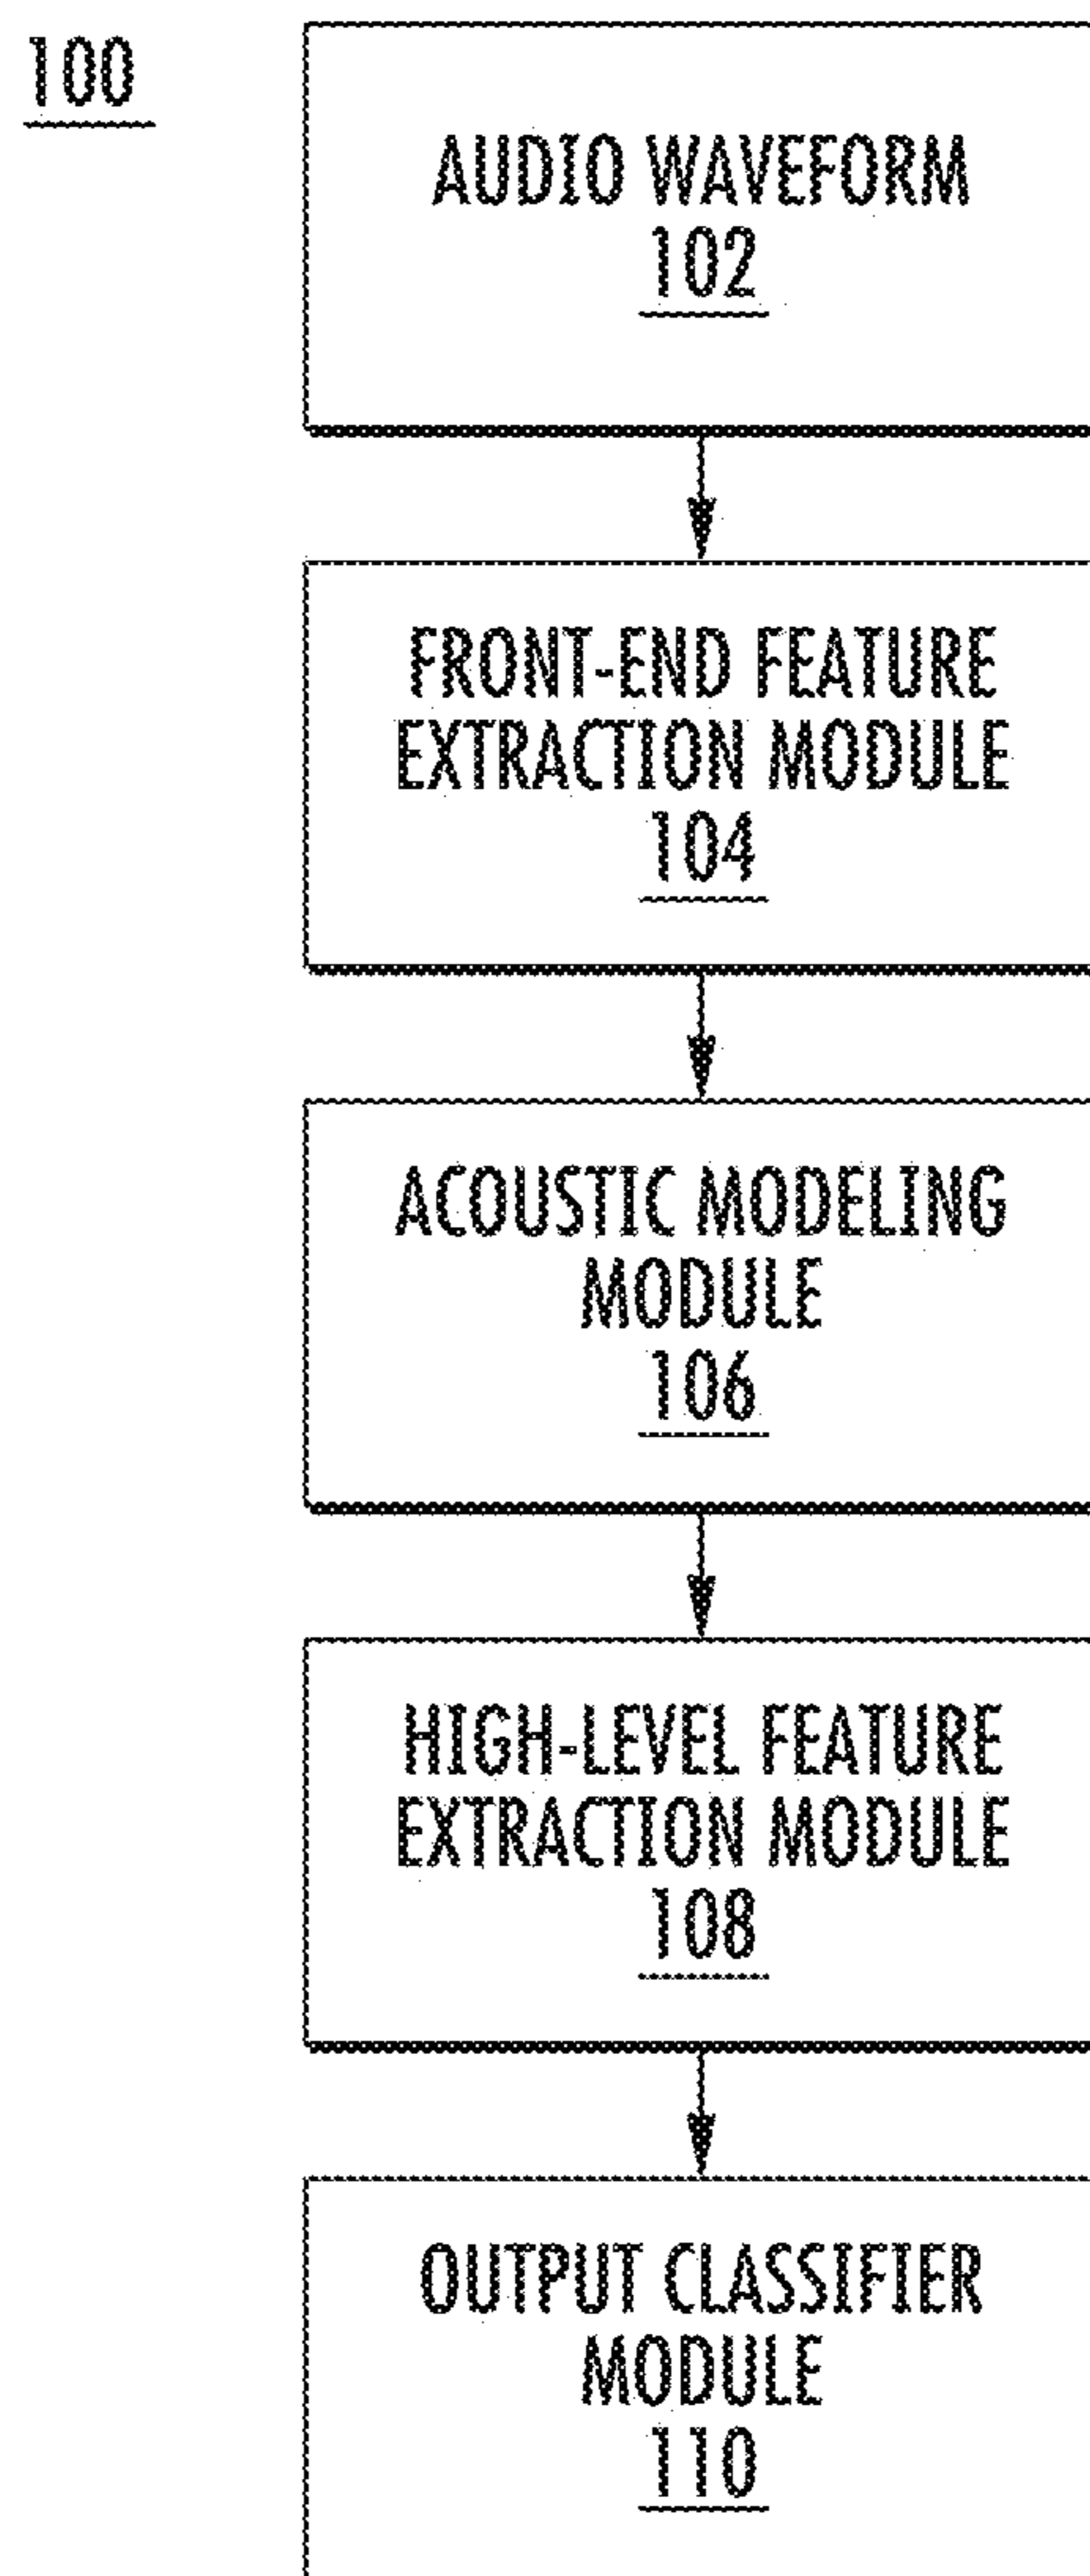 100
AUDIO WAVEFORM
102
FRONT-END FEATURE
EXTRACTION MODULE
104
ACOUSTIC MODELING
MODULE
106
HIGH-LEVEL FEATURE
EXTRACTION MODULE
108
OUTPUT CLASSIFIER
MODULE
110